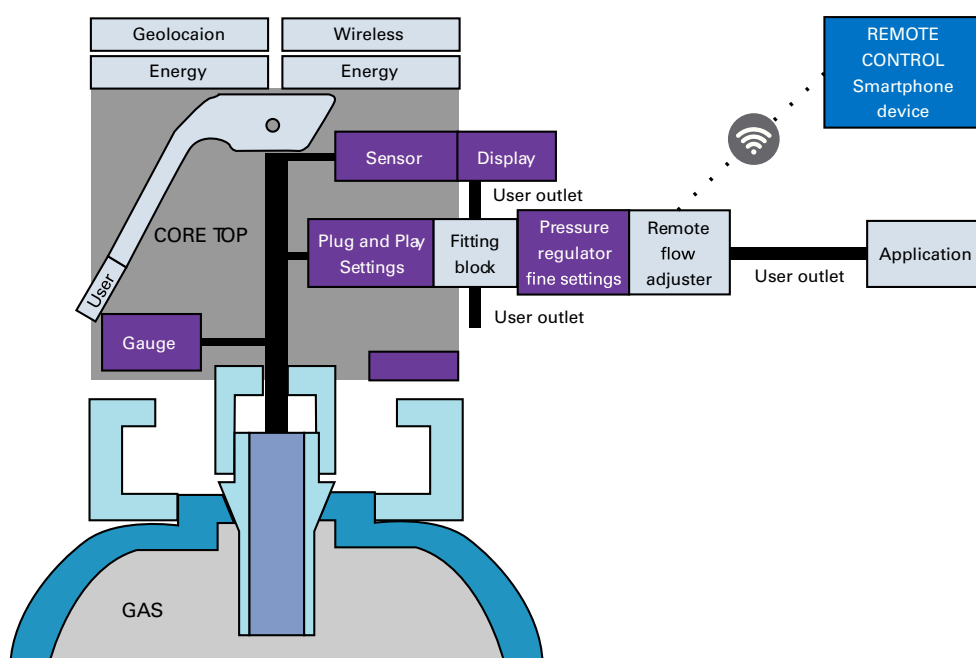 Geolocaion
Wireless
Energy
Energy
REMOTE
CONTROL
Smartphone
device
Sensor
Display
User outlet
CORE TOP
Plug and Play
Settings
Fitting
block
Pressure
regulator
fine settings
Remote
flow
adjuster
User outlet
Application
User
User outlet
Gauge
GAS